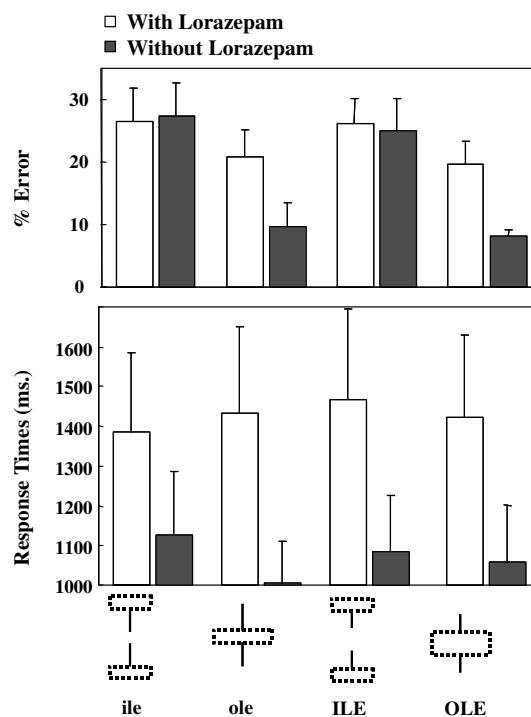 With Lorazepam
Without Lorazepam
% Error
30
20
10
0
Response Times (ms.)
1600
1500
1400
1300
1200
1100
1000
ile ole ILE OLE